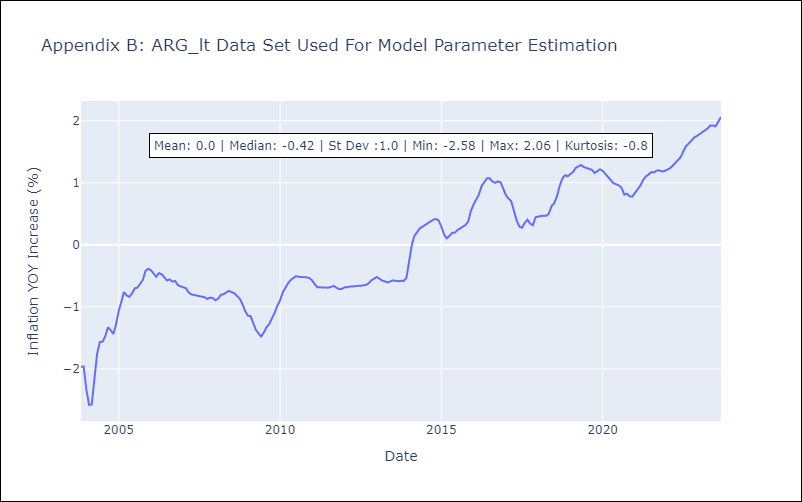 Appendix B: ARG_lt Data Set Used For Model Parameter Estimation
Mean: 0.0 | Median: -0.42 | St Dev :1.0 | Min: -2.58 | Max: 2.06 | Kurtosis: -0.8
Inflation YOY Increase (%)
2
1
0
−1
−2
2005
2010
2015
2020
Date